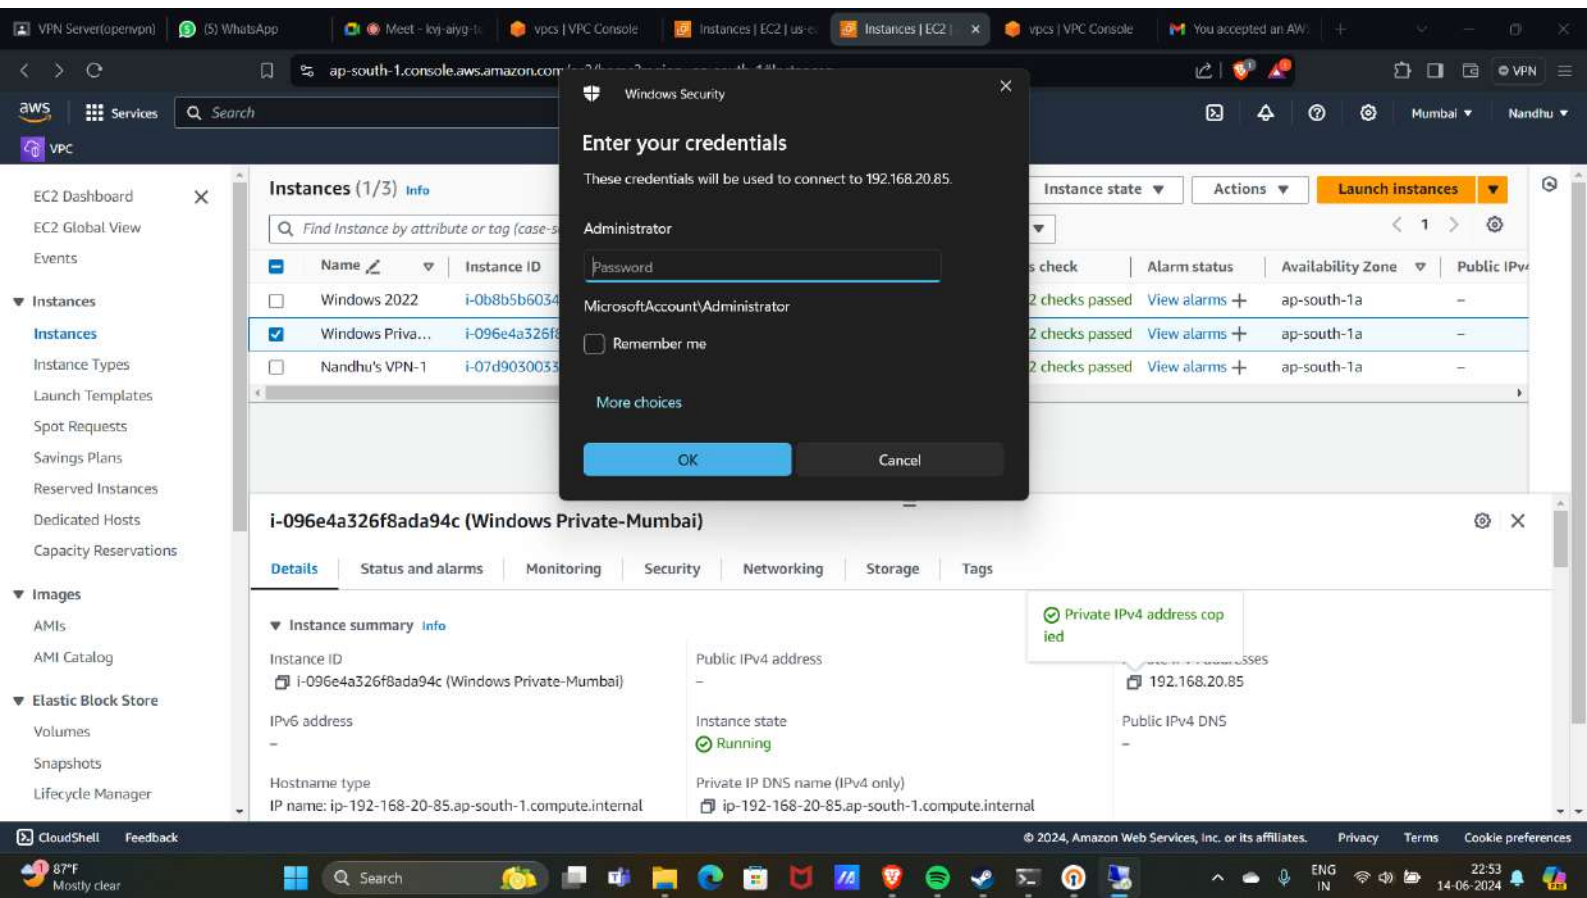 VPN Server(openvpn)
(5) WhatsApp
Meet - kvj-aiyg-t
vpcs | VPC Console
Instances | EC2 | us-e
Instances | EC2 |
vpcs | VPC Console
You accepted an AW
ap-south-1.console.aws.amazon.com
VPN
aws
Services
Search
Mumbai
Nandhu
VPC
Windows Security
Enter your credentials
These credentials will be used to connect to 192.168.20.85.
Administrator
Password
MicrosoftAccount\Administrator
Remember me
More choices
OK
Cancel
EC2 Dashboard
EC2 Global View
Events
Instances
Instances
Instance Types
Launch Templates
Spot Requests
Savings Plans
Reserved Instances
Dedicated Hosts
Capacity Reservations
Images
AMIs
AMI Catalog
Elastic Block Store
Volumes
Snapshots
Lifecycle Manager
Instances (1/3) Info
Instance state
Actions
Launch instances
Find Instance by attribute or tag (case-s
1
Name Instance ID s check Alarm status Availability Zone Public IPv4
Windows 2022 i-0b8b5b6034 2 checks passed View alarms + ap-south-1a –
Windows Priva... i-096e4a326f8 2 checks passed View alarms + ap-south-1a –
Nandhu's VPN-1 i-07d9030033 2 checks passed View alarms + ap-south-1a –
i-096e4a326f8ada94c (Windows Private-Mumbai)
Details Status and alarms Monitoring Security Networking Storage Tags
Private IPv4 address cop
ied
Instance summary Info
Instance ID
i-096e4a326f8ada94c (Windows Private-Mumbai)
Public IPv4 address
–
192.168.20.85
IPv6 address
–
Instance state
Running
Public IPv4 DNS
–
Hostname type
IP name: ip-192-168-20-85.ap-south-1.compute.internal
Private IP DNS name (IPv4 only)
ip-192-168-20-85.ap-south-1.compute.internal
CloudShell Feedback
© 2024, Amazon Web Services, Inc. or its affiliates. Privacy Terms Cookie preferences
1
87°F
Mostly clear
Search
ENG
IN
22:53
14-06-2024